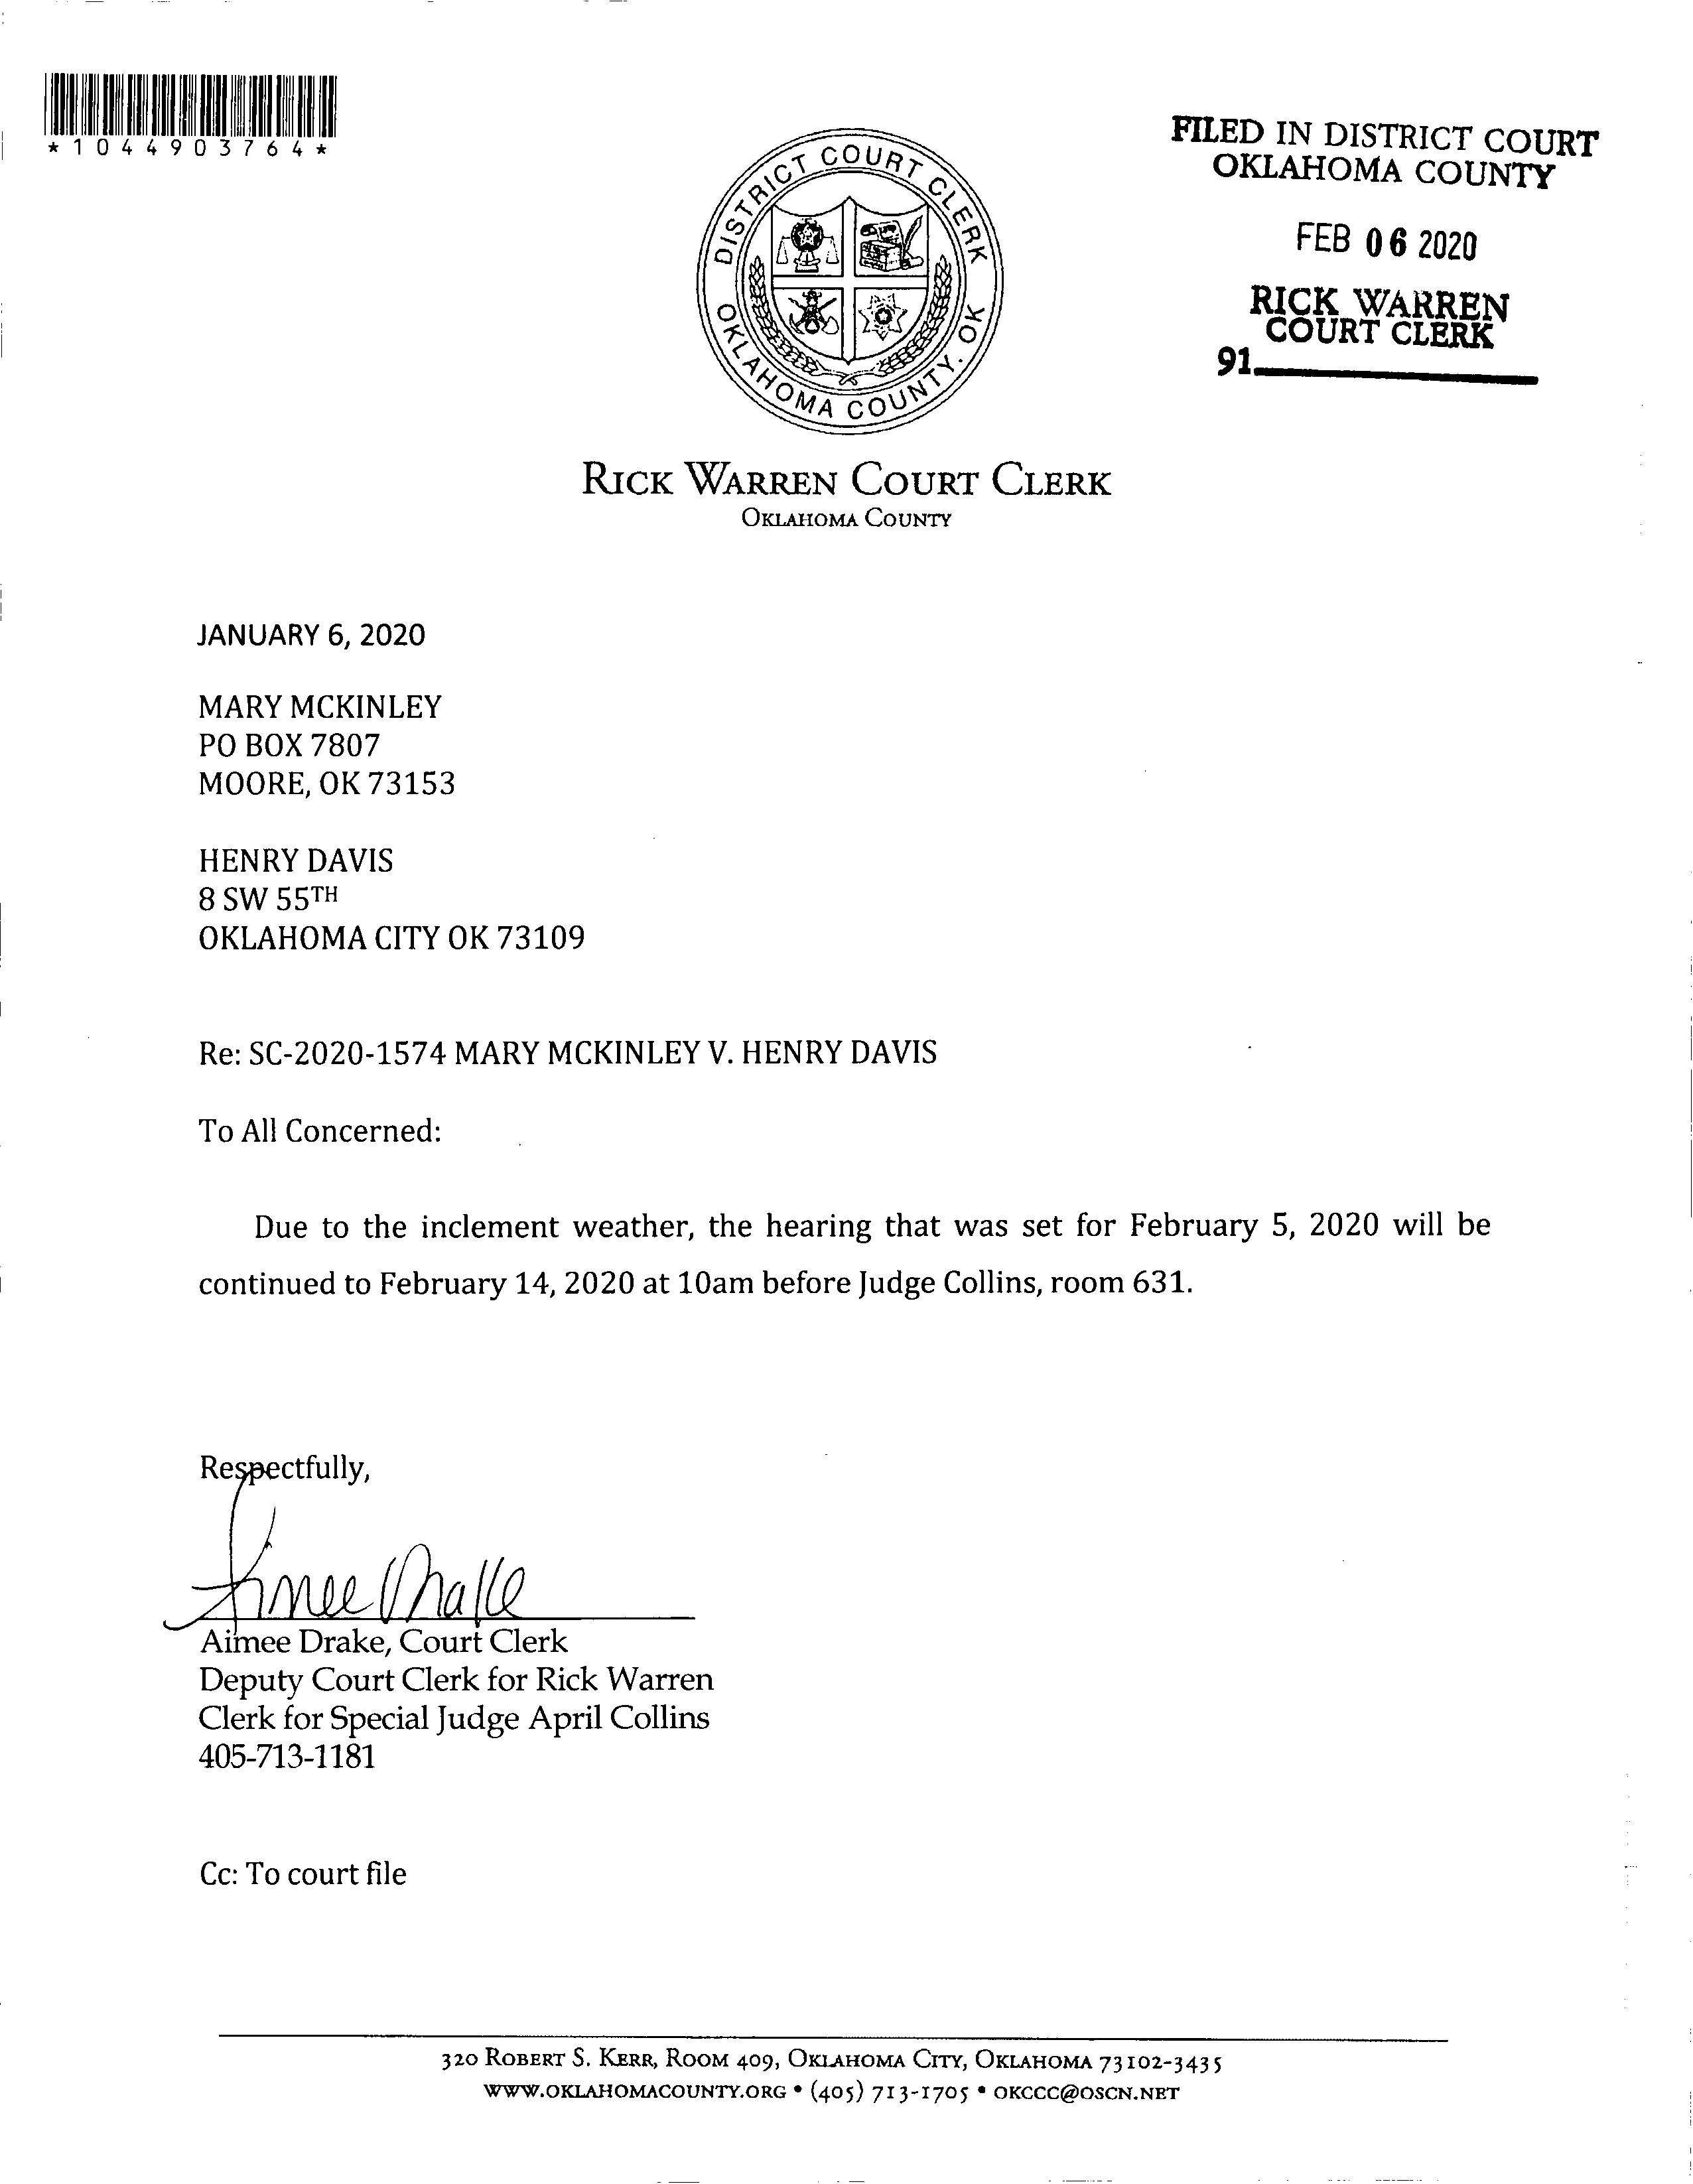 *1044903764*
FILED IN DISTRICT COURT
OKLAHOMA COUNTY
FEB 06 2020
RICK WARREN
COURT CLERK
91
DISTRICT COURT CLERK
OKLAHOMA COUNTY, OK
RICK WARREN COURT CLERK
OKLAHOMA COUNTY
JANUARY 6, 2020
MARY MCKINLEY
PO BOX 7807
MOORE, OK 73153
HENRY DAVIS
8 SW 55TH
OKLAHOMA CITY OK 73109
Re: SC-2020-1574 MARY MCKINLEY V. HENRY DAVIS
To All Concerned:
Due to the inclement weather, the hearing that was set for February 5, 2020 will be
continued to February 14, 2020 at 10am before Judge Collins, room 631.
Respectfully,
Aimee Drake
Aimee Drake, Court Clerk
Deputy Court Clerk for Rick Warren
Clerk for Special Judge April Collins
405-713-1181
Cc: To court file
320 ROBERT S. KERR, ROOM 409, OKLAHOMA CITY, OKLAHOMA 73102-3435
WWW.OKLAHOMACOUNTY.ORG • (405) 713-1705 • OKCCC@OSCN.NET